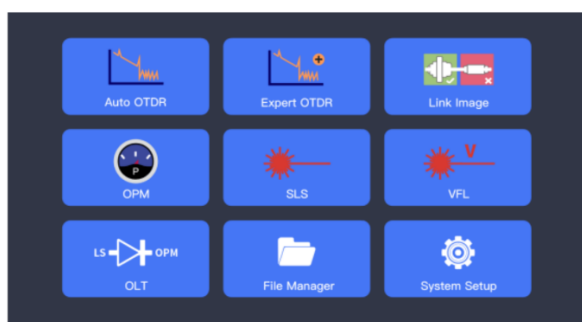 Auto OTDR
Expert OTDR
Link Image
P
OPM
SLS
V
VFL
LS OPM
OLT
File Manager
System Setup